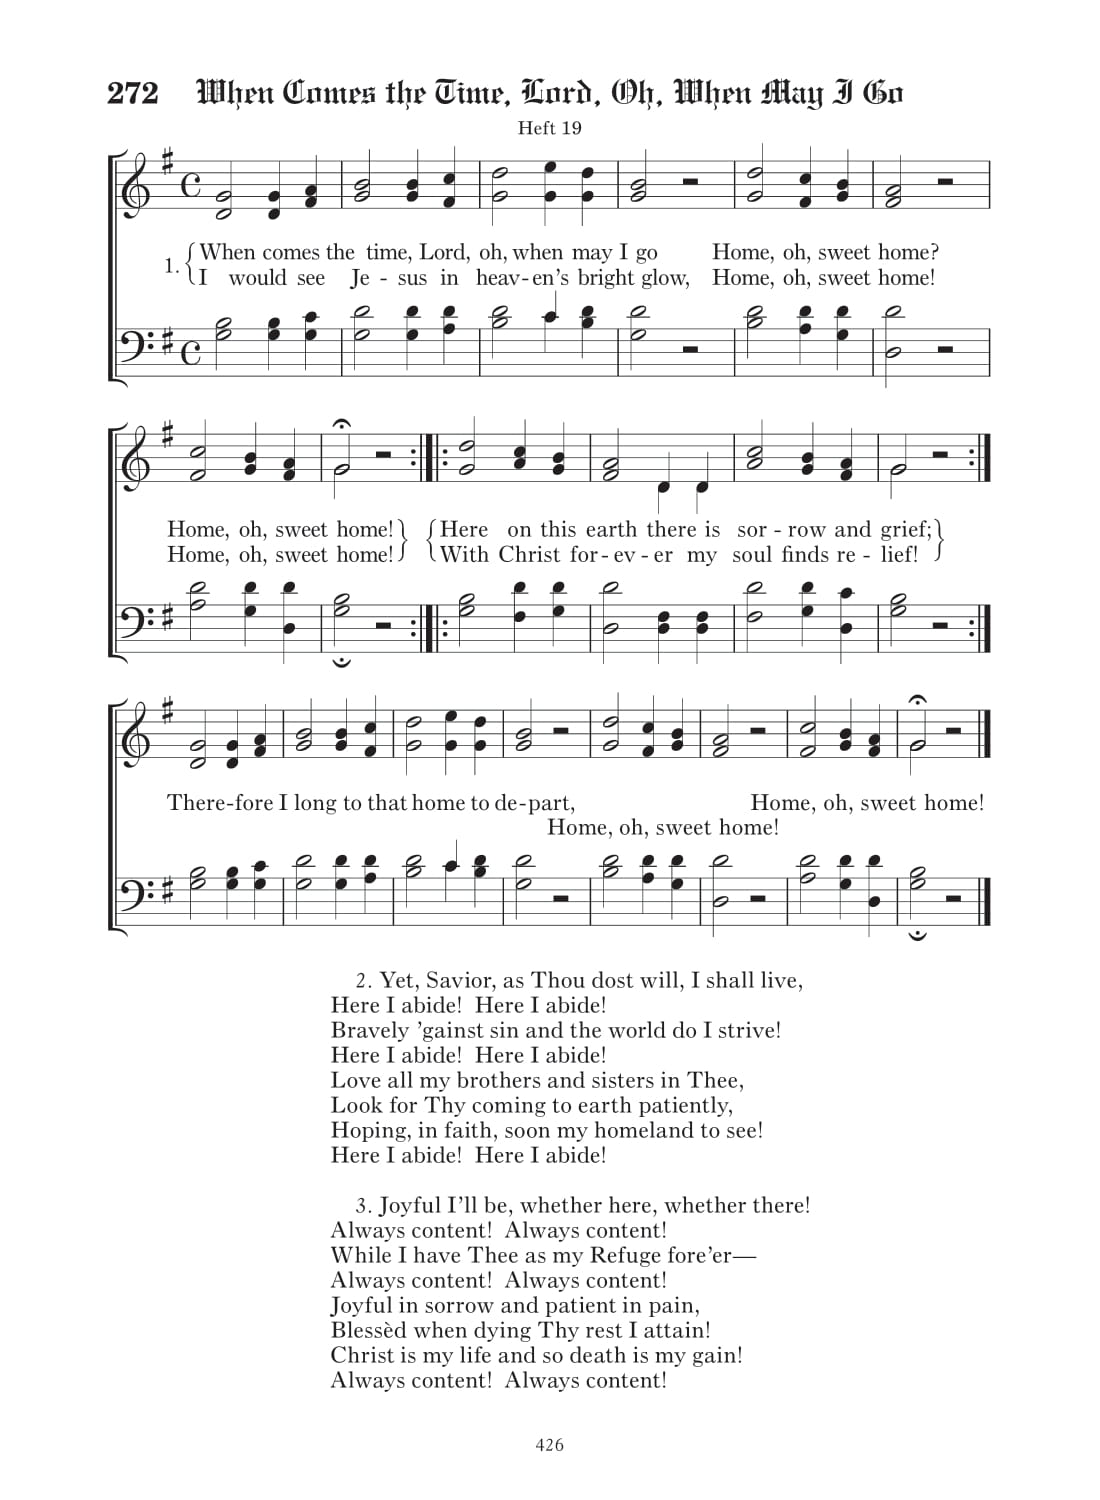 272 When Comes the Time, Lord, Oh, When May I Go
Heft 19
1. When comes the time, Lord, oh, when may I go Home, oh, sweet home?
I would see Je - sus in heav - en's bright glow, Home, oh, sweet home!
Home, oh, sweet home! Here on this earth there is sor - row and grief;
Home, oh, sweet home! With Christ for - ev - er my soul finds re - lief!
There-fore I long to that home to de-part, Home, oh, sweet home!
Home, oh, sweet home!
2. Yet, Savior, as Thou dost will, I shall live,
Here I abide! Here I abide!
Bravely ’gainst sin and the world do I strive!
Here I abide! Here I abide!
Love all my brothers and sisters in Thee,
Look for Thy coming to earth patiently,
Hoping, in faith, soon my homeland to see!
Here I abide! Here I abide!
3. Joyful I’ll be, whether here, whether there!
Always content! Always content!
While I have Thee as my Refuge fore’er—
Always content! Always content!
Joyful in sorrow and patient in pain,
Blessèd when dying Thy rest I attain!
Christ is my life and so death is my gain!
Always content! Always content!
426